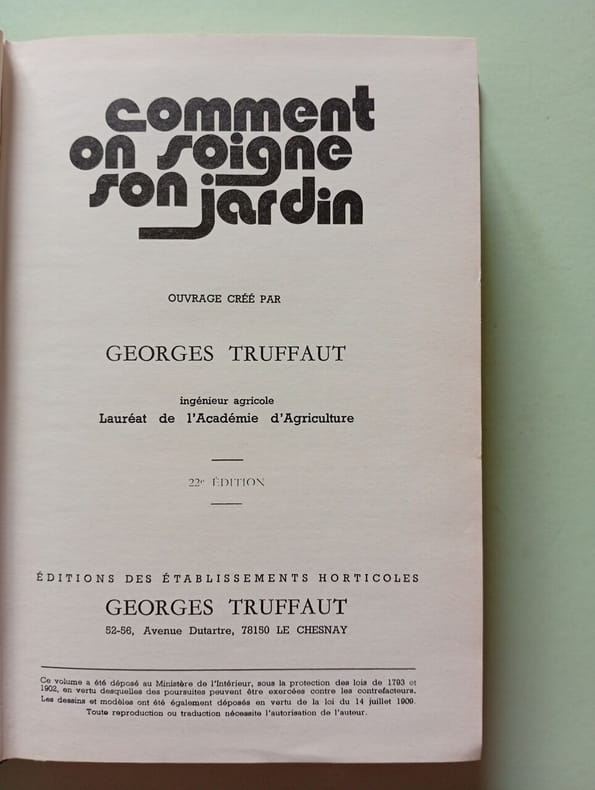 comment
on soigne
son jardin
OUVRAGE CRÉÉ PAR
GEORGES TRUFFAUT
ingénieur agricole
Lauréat de l'Académie d'Agriculture
22e ÉDITION
ÉDITIONS DES ÉTABLISSEMENTS HORTICOLES
GEORGES TRUFFAUT
52-56, Avenue Dutartre, 78150 LE CHESNAY
Ce volume a été déposé au Ministère de l'Intérieur, sous la protection des lois de 1793 et
1902, en vertu desquelles des poursuites peuvent être exercées contre les contrefacteurs.
Les dessins et modèles ont été également déposés en vertu de la loi du 14 juillet 1909.
Toute reproduction ou traduction nécessite l'autorisation de l'auteur.